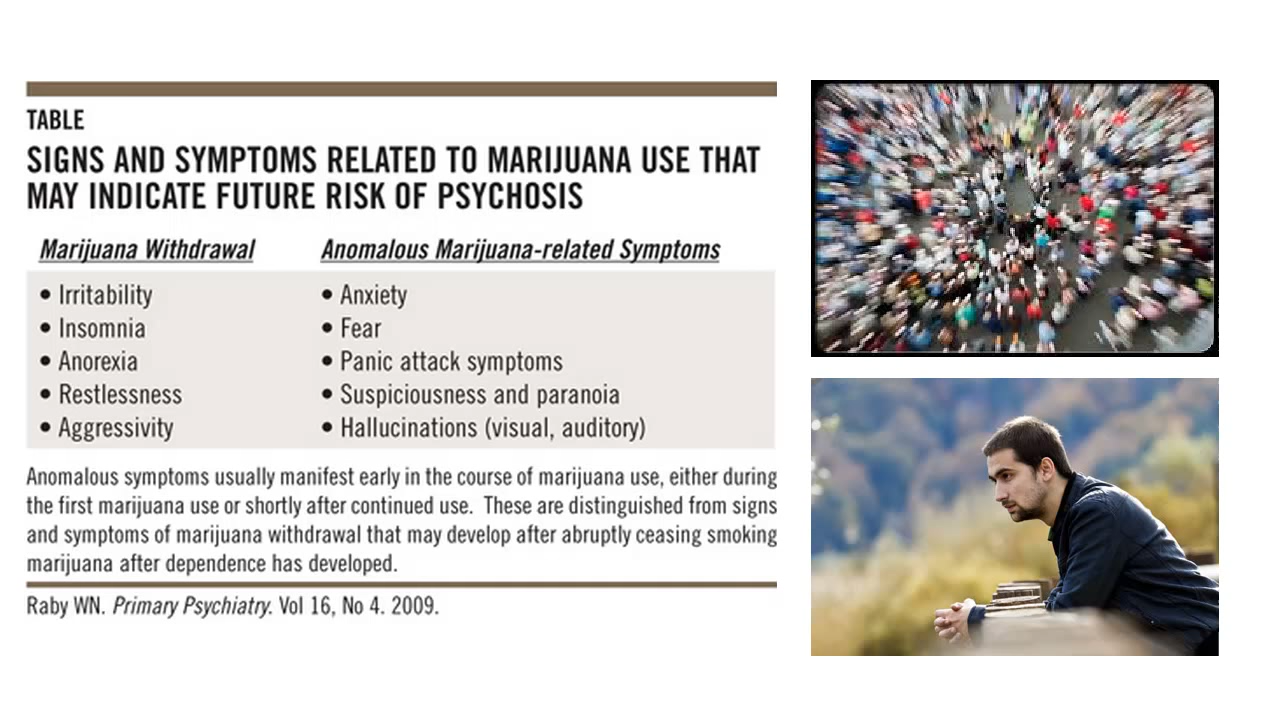 TABLE
SIGNS AND SYMPTOMS RELATED TO MARIJUANA USE THAT
MAY INDICATE FUTURE RISK OF PSYCHOSIS
Marijuana Withdrawal
• Irritability
• Insomnia
• Anorexia
• Restlessness
• Aggressivity
Anomalous Marijuana-related Symptoms
• Anxiety
• Fear
• Panic attack symptoms
• Suspiciousness and paranoia
• Hallucinations (visual, auditory)
Anomalous symptoms usually manifest early in the course of marijuana use, either during
the first marijuana use or shortly after continued use. These are distinguished from signs
and symptoms of marijuana withdrawal that may develop after abruptly ceasing smoking
marijuana after dependence has developed.
Raby WN. Primary Psychiatry. Vol 16, No 4. 2009.